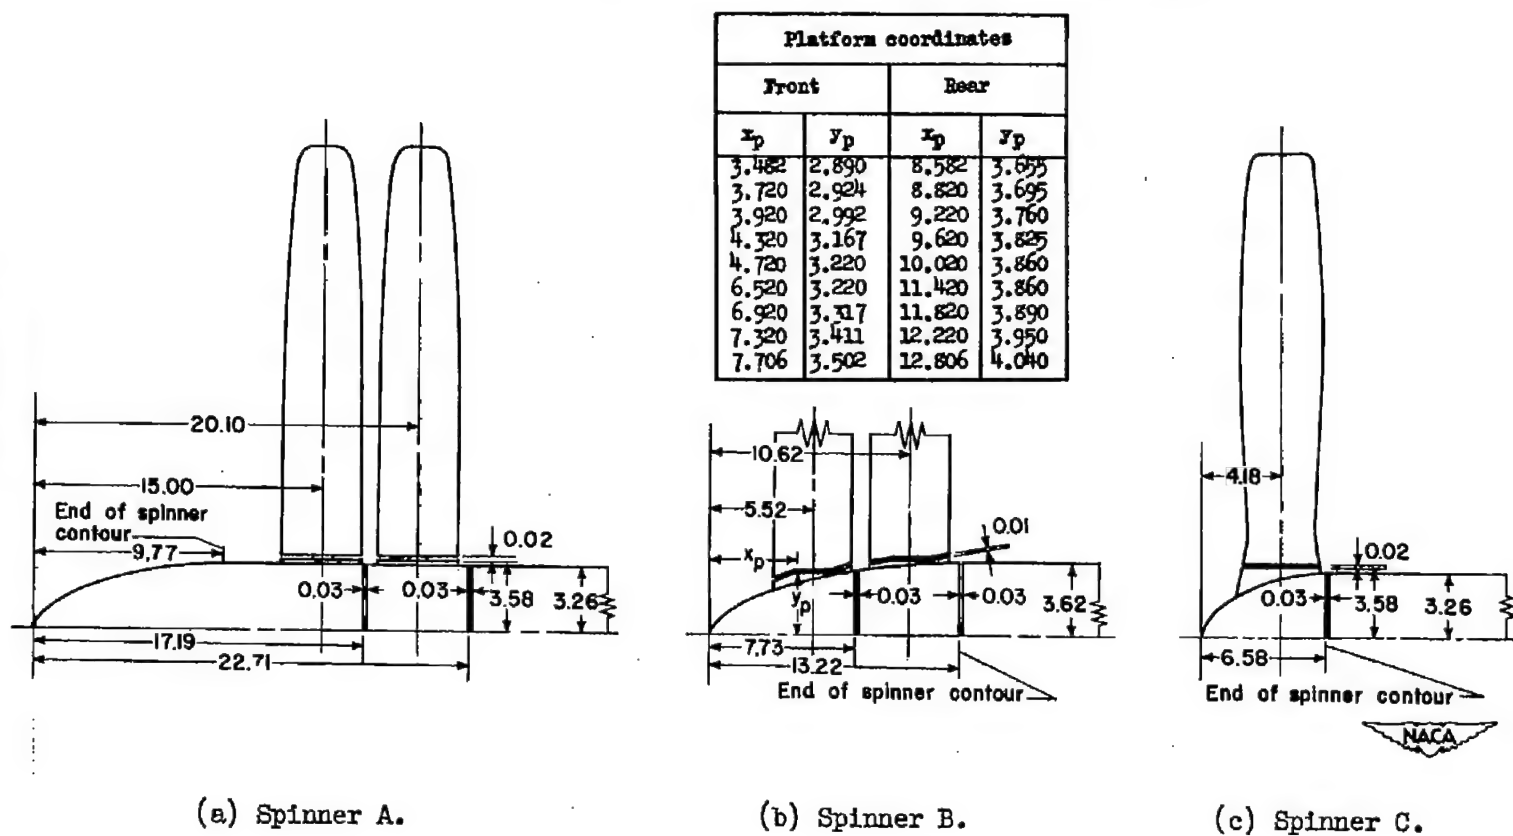 Platform coordinates
Front Rear
xp yp xp yp
3.482 2.890 8.582 3.655
3.720 2.924 8.820 3.695
3.920 2.992 9.220 3.760
4.320 3.167 9.620 3.825
4.720 3.220 10.020 3.860
6.520 3.220 11.420 3.860
6.920 3.317 11.820 3.890
7.320 3.411 12.220 3.950
7.706 3.502 12.806 4.040
20.10
15.00
End of spinner
contour
9.77
0.02
0.03
0.03
3.58
3.26
17.19
22.71
(a) Spinner A.
10.62
5.52
xp
yp
0.01
0.03
0.03
3.62
7.73
13.22
End of spinner contour
(b) Spinner B.
4.18
0.02
0.03
3.58
3.26
6.58
End of spinner contour
NACA
(c) Spinner C.